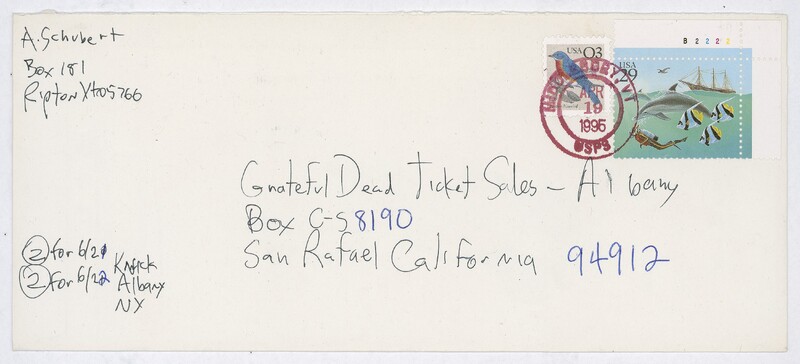 A. Schubert
Box 181
Ripton Vt 05766
B 2 2 2 2
USA 03
USA
29
MIDDLEBURY, VT
APR
19
1995
USPS
Grateful Dead Ticket Sales - Albany
Box C-S 8190
San Rafael California 94912
2 for 6/21
2 for 6/22
Knick
Albany
NY